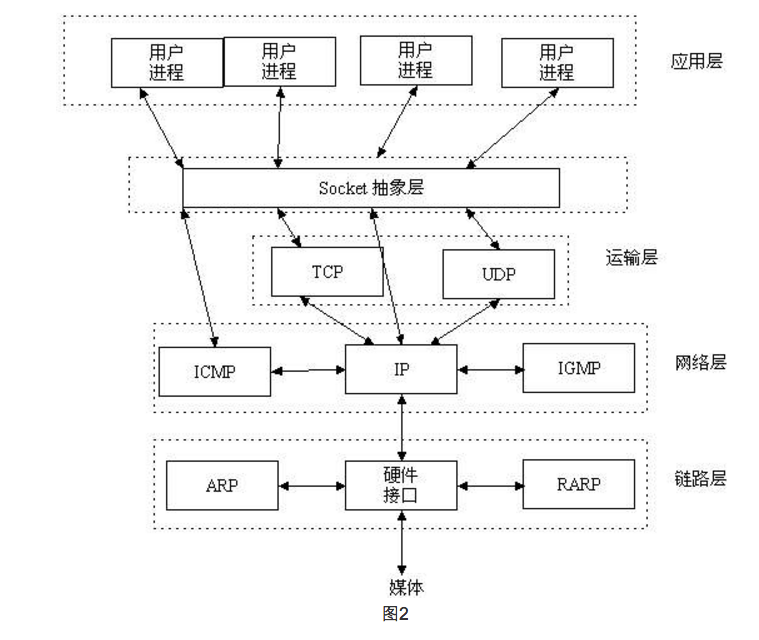 用户
进程
用户
进程
用户
进程
用户
进程
应用层
Socket 抽象层
TCP
UDP
运输层
ICMP
IP
IGMP
网络层
ARP
硬件
接口
RARP
链路层
媒体
图2